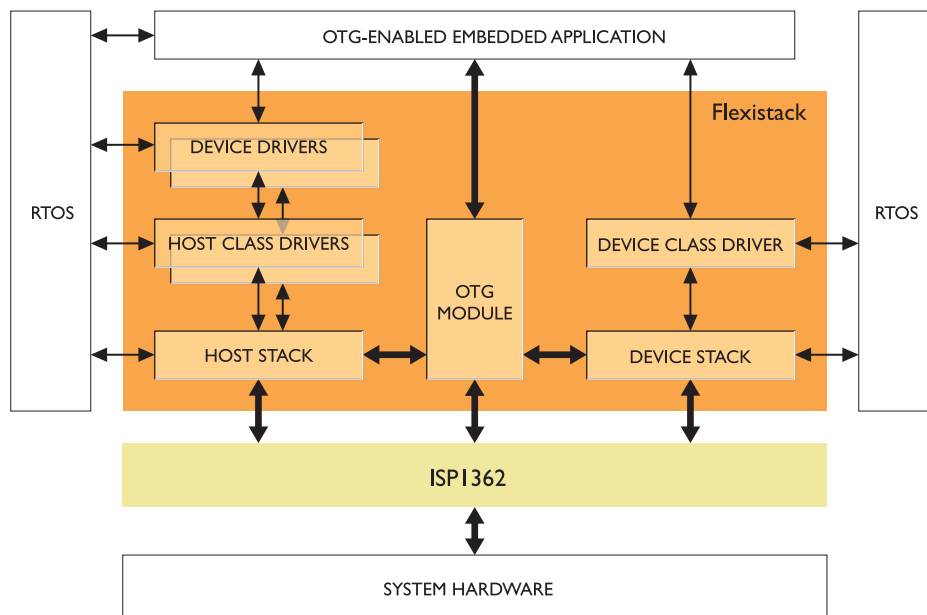 OTG-ENABLED EMBEDDED APPLICATION
Flexistack
DEVICE DRIVERS
RTOS
RTOS
HOST CLASS DRIVERS
DEVICE CLASS DRIVER
OTG
MODULE
HOST STACK
DEVICE STACK
ISP1362
SYSTEM HARDWARE